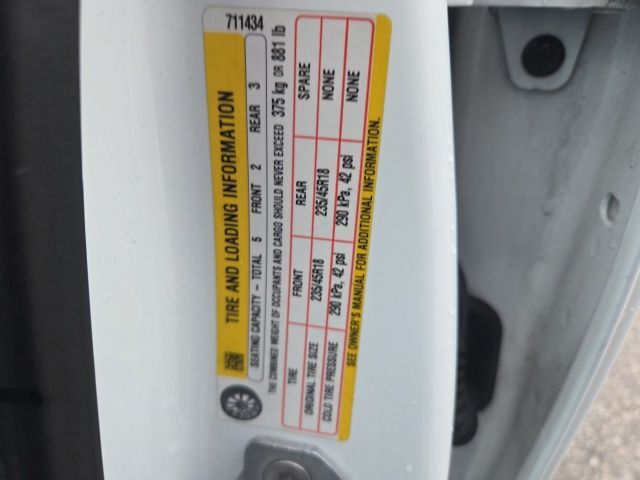 711434
TIRE AND LOADING INFORMATION
SEATING CAPACITY – TOTAL 5 FRONT 2 REAR 3
THE COMBINED WEIGHT OF OCCUPANTS AND CARGO SHOULD NEVER EXCEED 375 kg OR 881 lb
TIRE FRONT REAR SPARE
ORIGINAL TIRE SIZE 235/45R18 235/45R18 NONE
COLD TIRE PRESSURE 290 kPa, 42 psi 290 kPa, 42 psi NONE
SEE OWNER'S MANUAL FOR ADDITIONAL INFORMATION.